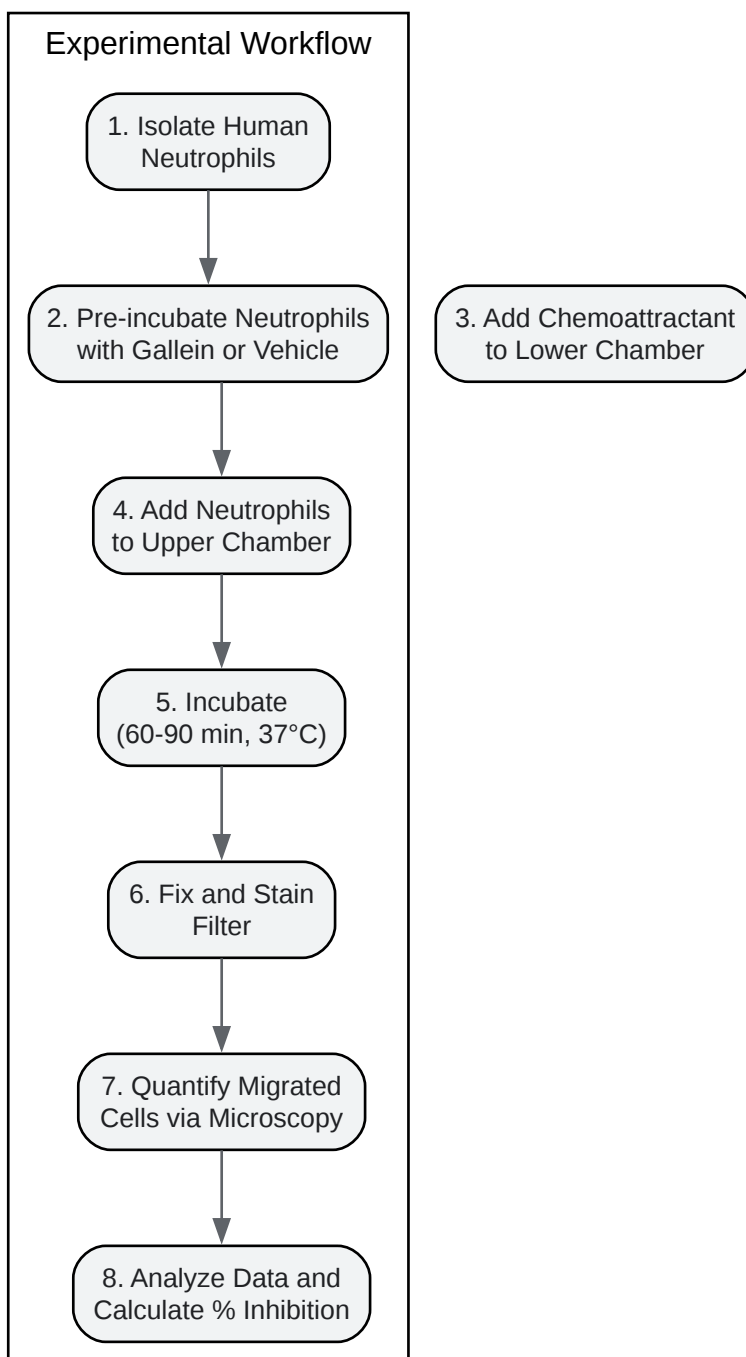 Experimental Workflow
1. Isolate Human
Neutrophils
2. Pre-incubate Neutrophils
with Gallein or Vehicle
3. Add Chemoattractant
to Lower Chamber
4. Add Neutrophils
to Upper Chamber
5. Incubate
(60-90 min, 37°C)
6. Fix and Stain
Filter
7. Quantify Migrated
Cells via Microscopy
8. Analyze Data and
Calculate % Inhibition